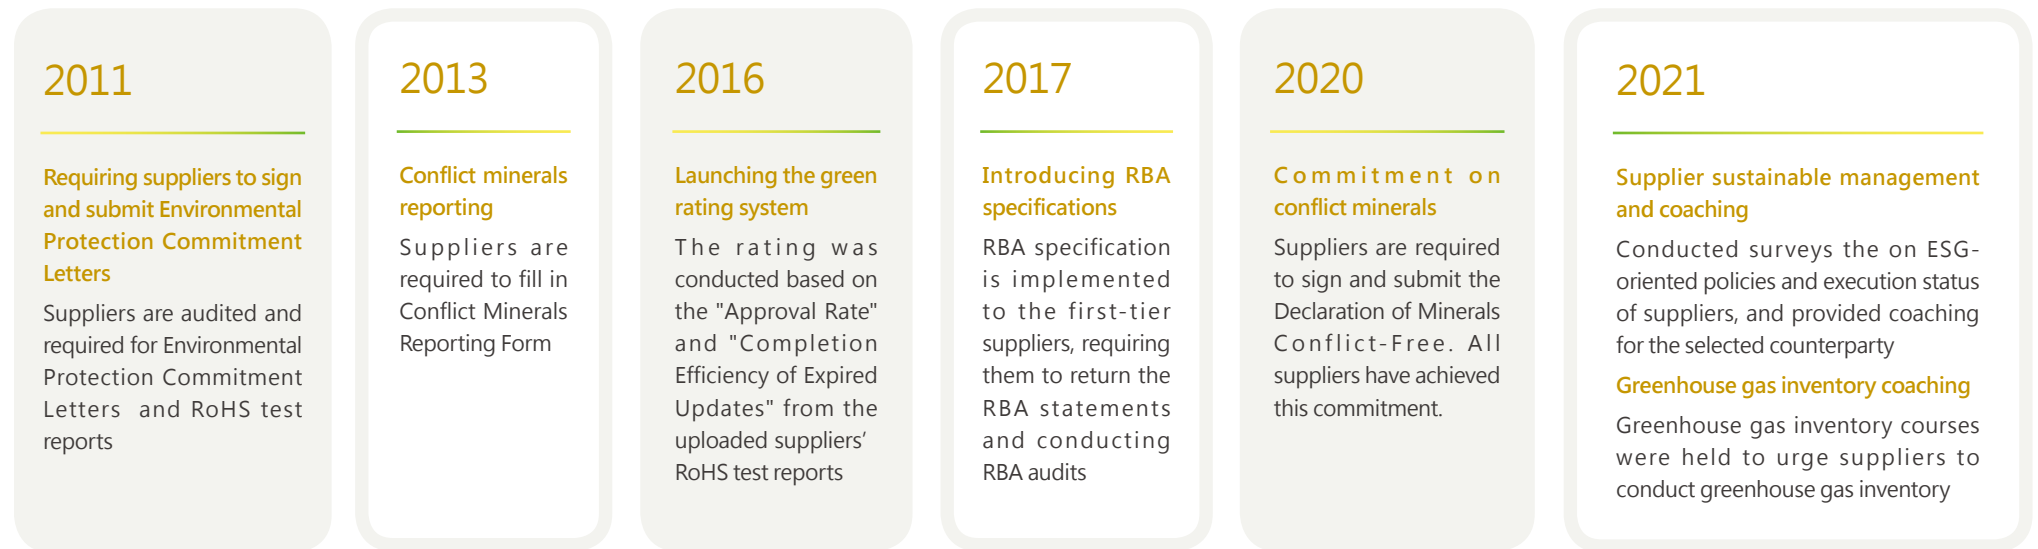 2011
Requiring suppliers to sign
and submit Environmental
Protection Commitment
Letters
Suppliers are audited and
required for Environmental
Protection Commitment
Letters and RoHS test
reports
2013
Conflict minerals
reporting
Suppliers are
required to fill in
Conflict Minerals
Reporting Form
2016
Launching the green
rating system
The rating was
conducted based on
the "Approval Rate"
and "Completion
Efficiency of Expired
Updates" from the
uploaded suppliers’
RoHS test reports
2017
Introducing RBA
specifications
RBA specification
is implemented
to the first-tier
suppliers, requiring
them to return the
RBA statements
and conducting
RBA audits
2020
Commitment on
conflict minerals
Suppliers are required
to sign and submit the
Declaration of Minerals
Conflict-Free. All
suppliers have achieved
this commitment.
2021
Supplier sustainable management
and coaching
Conducted surveys the on ESG-
oriented policies and execution status
of suppliers, and provided coaching
for the selected counterparty
Greenhouse gas inventory coaching
Greenhouse gas inventory courses
were held to urge suppliers to
conduct greenhouse gas inventory